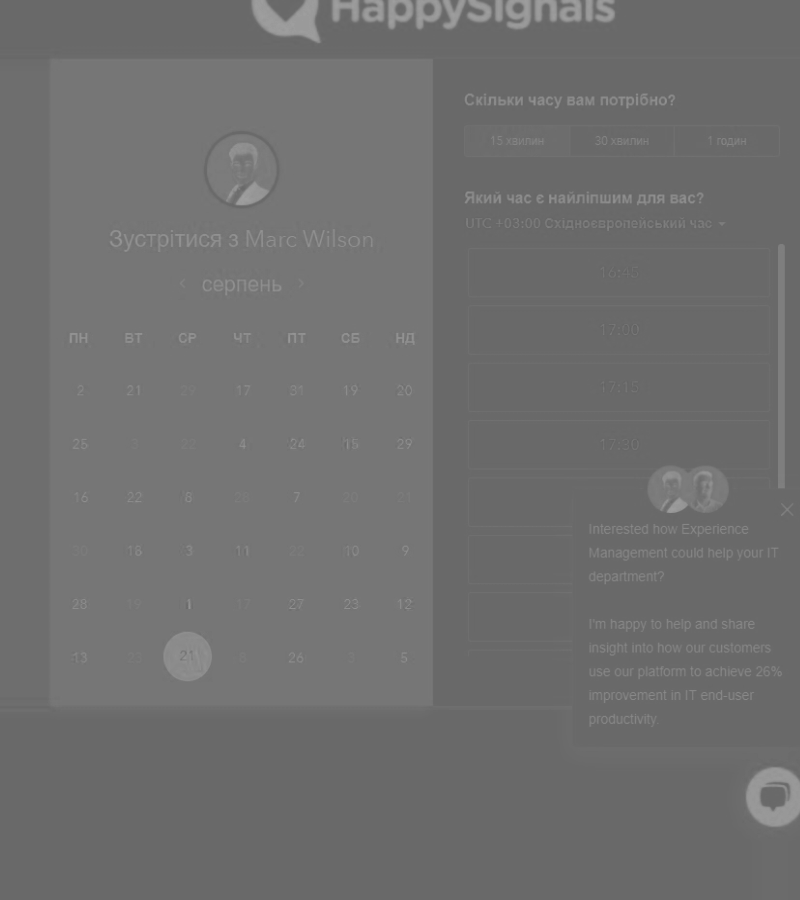 HappySignals
Зустрітися з Marc Wilson
серпень
ПН ВТ СР ЧТ ПТ СБ НД
2 21 29 17 31 19 20
25 3 22 4 24 15 29
16 22 8 26 7 20 21
30 18 3 11 22 10 9
28 19 1 17 27 23 12
13 22 21 6 26 2 5
Скільки часу вам потрібно?
15 хвилин 30 хвилин 1 годин
Який час є найліпшим для вас?
UTC +03:00 Східноєвропейський час
16:45
17:00
17:15
17:30
Interested how Experience
Management could help your IT
department?
I'm happy to help and share
insight into how our customers
use our platform to achieve 26%
improvement in IT end-user
productivity.